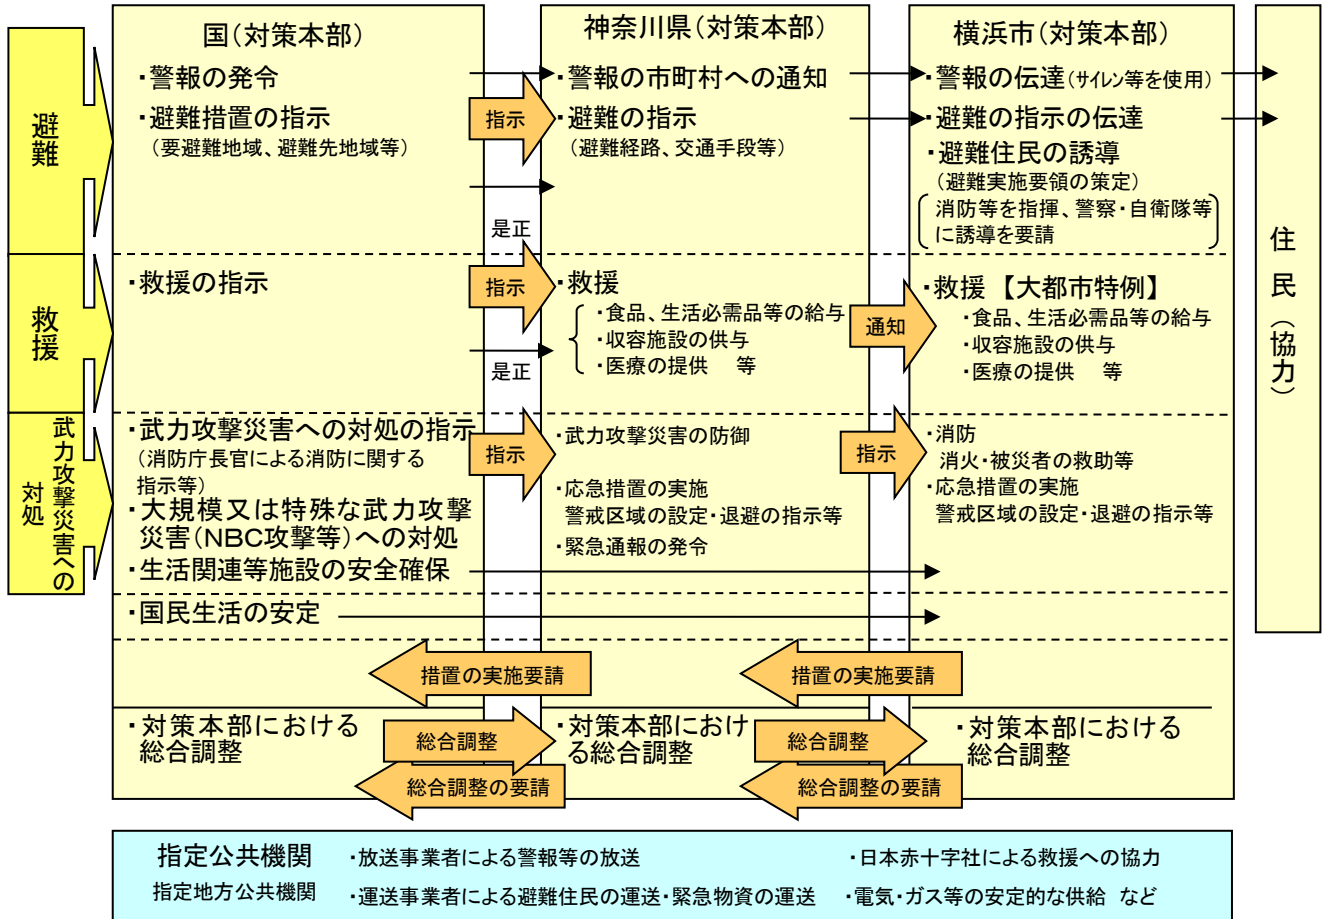 避難
救援
武力攻撃災害への
対処
国(対策本部)
・警報の発令
・避難措置の指示
(要避難地域、避難先地域等)
・救援の指示
・武力攻撃災害への対処の指示
(消防庁長官による消防に関する
指示等)
・大規模又は特殊な武力攻撃
災害(NBC攻撃等)への対処
・生活関連等施設の安全確保
・国民生活の安定
・対策本部における
総合調整
指示
是正
指示
是正
指示
措置の実施要請
総合調整
総合調整の要請
神奈川県(対策本部)
・警報の市町村への通知
・避難の指示
(避難経路、交通手段等)
・救援
・食品、生活必需品等の給与
・収容施設の供与
・医療の提供 等
・武力攻撃災害の防御
・応急措置の実施
警戒区域の設定・退避の指示等
・緊急通報の発令
・対策本部におけ
る総合調整
通知
指示
措置の実施要請
総合調整
総合調整の要請
横浜市(対策本部)
・警報の伝達(サイレン等を使用)
・避難の指示の伝達
・避難住民の誘導
(避難実施要領の策定)
消防等を指揮、警察・自衛隊等
に誘導を要請
・救援 【大都市特例】
・食品、生活必需品等の給与
・収容施設の供与
・医療の提供 等
・消防
消火・被災者の救助等
・応急措置の実施
警戒区域の設定・退避の指示等
・対策本部における
総合調整
住民(協力)
指定公共機関 ・放送事業者による警報等の放送 ・日本赤十字社による救援への協力
指定地方公共機関 ・運送事業者による避難住民の運送・緊急物資の運送 ・電気・ガス等の安定的な供給 など